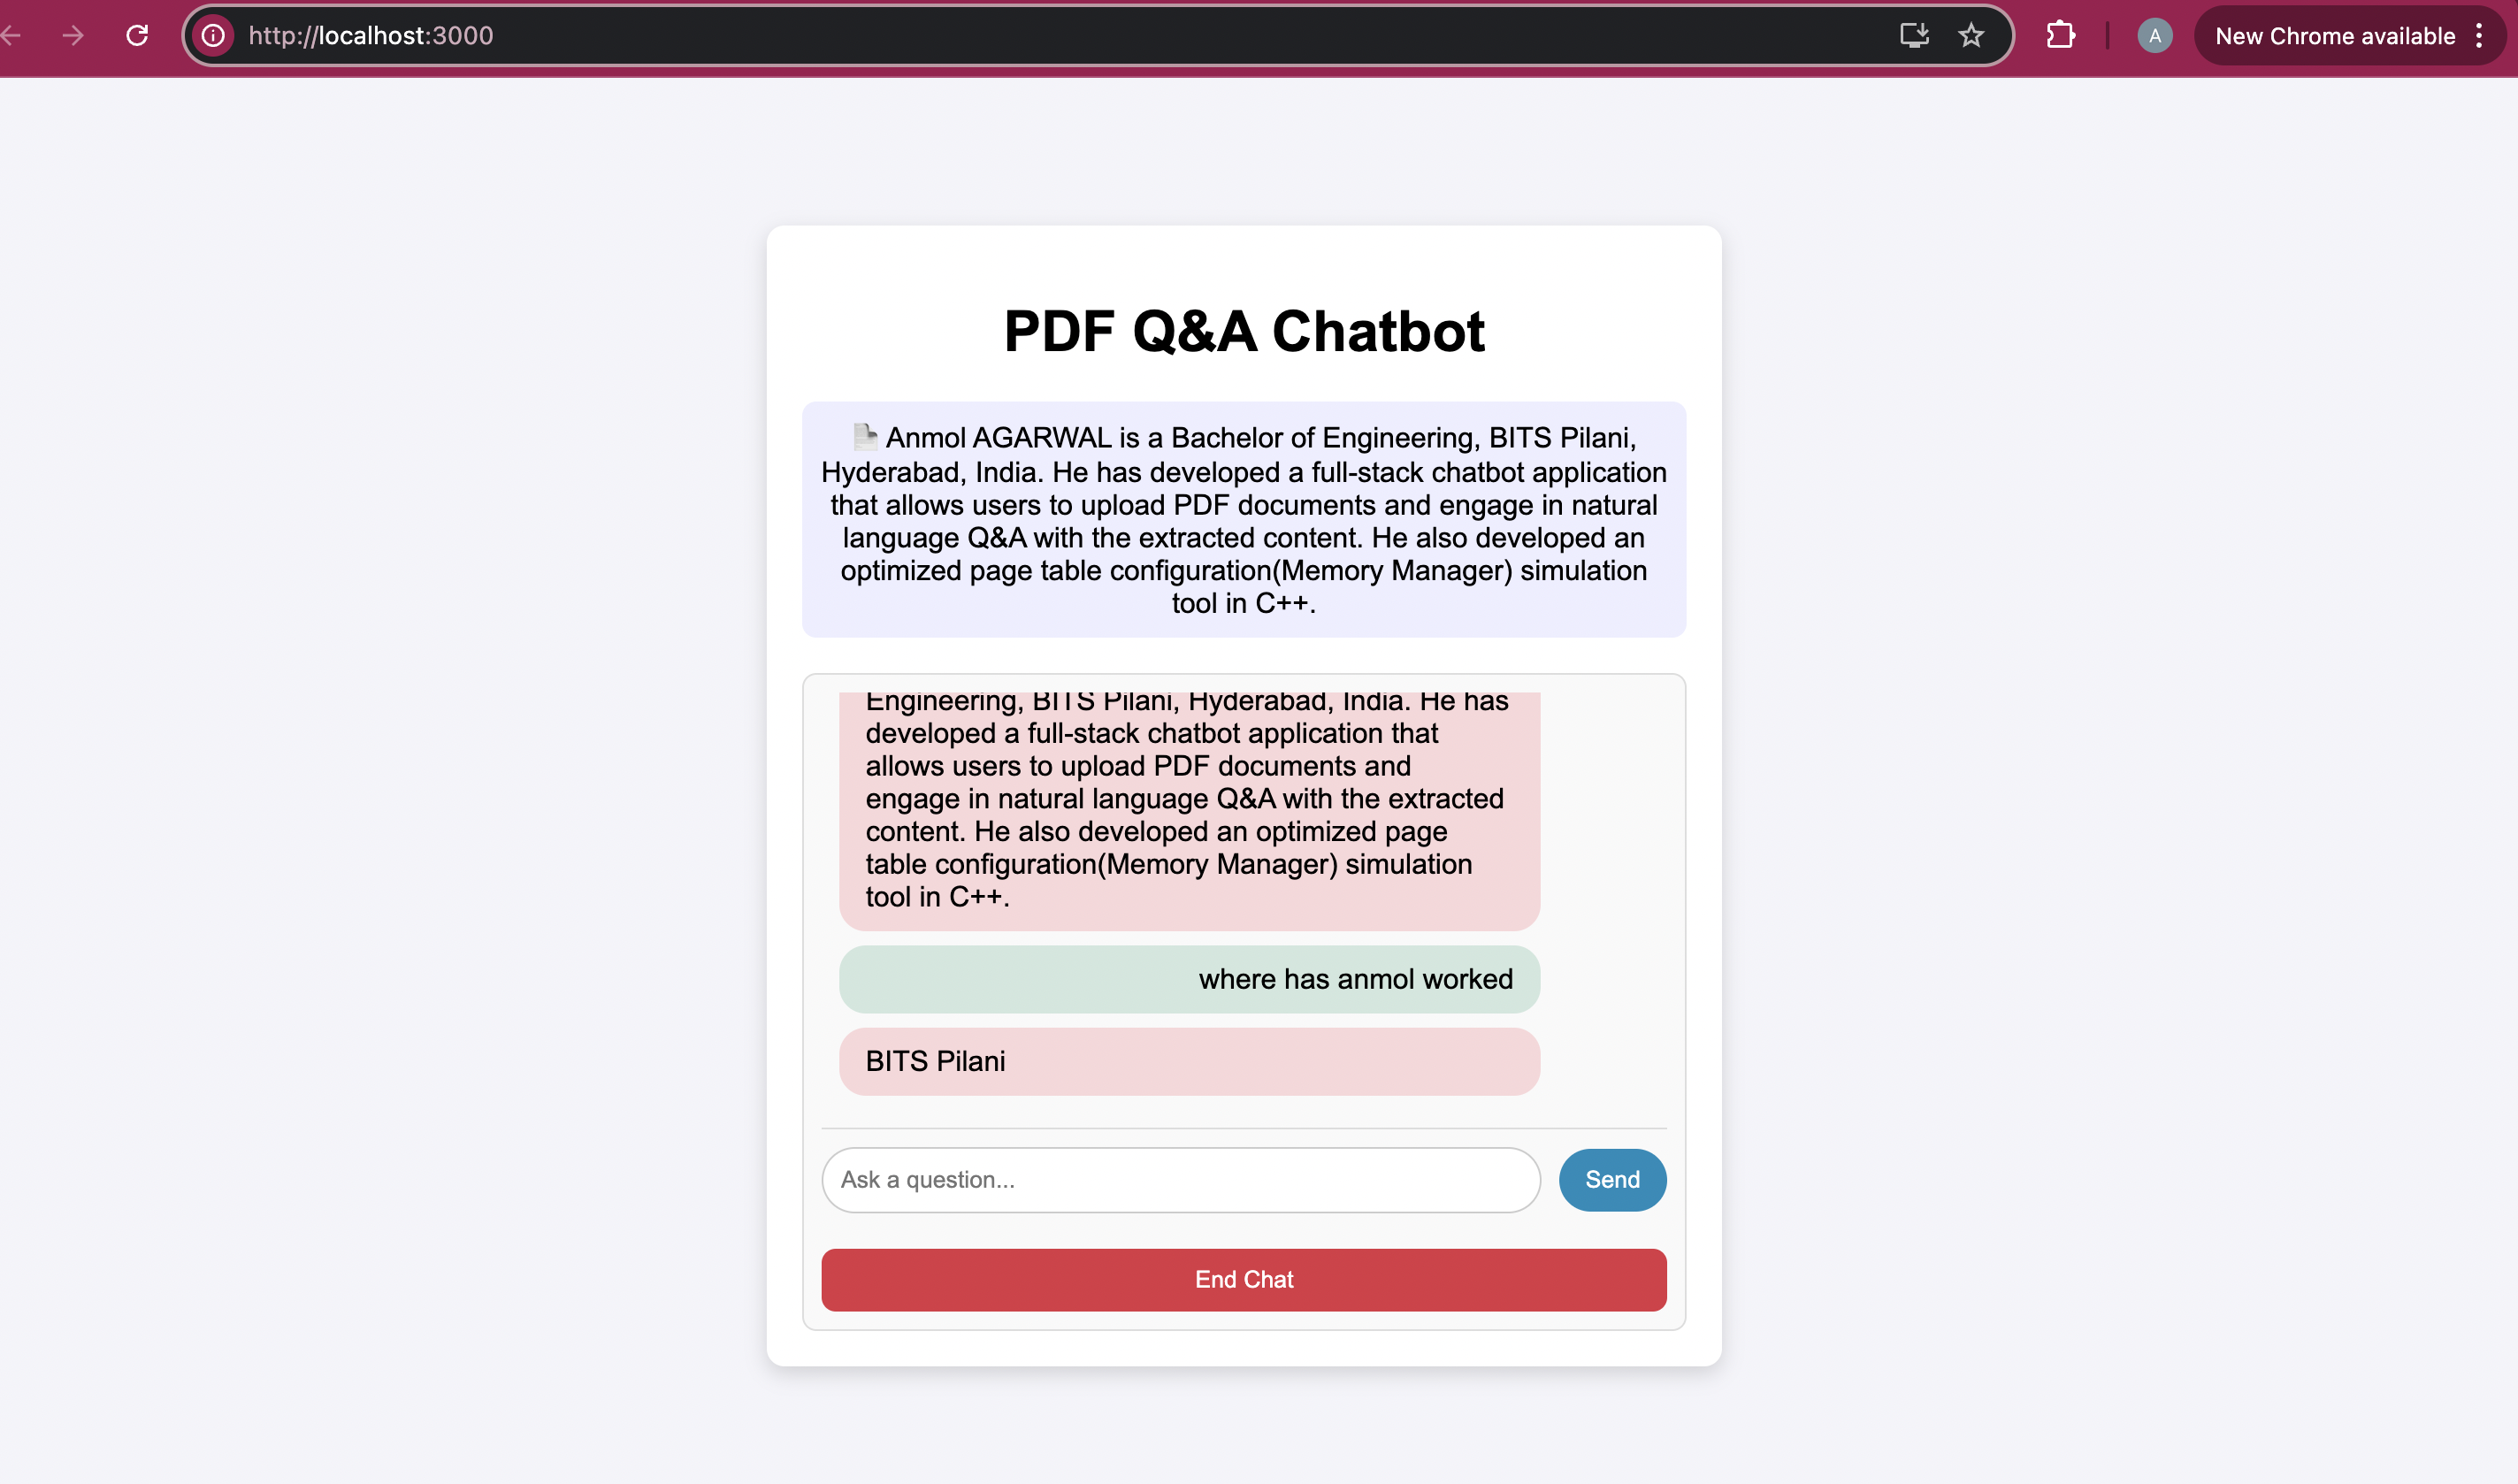 http://localhost:3000
A
New Chrome available
PDF Q&A Chatbot
Anmol AGARWAL is a Bachelor of Engineering, BITS Pilani,
Hyderabad, India. He has developed a full-stack chatbot application
that allows users to upload PDF documents and engage in natural
language Q&A with the extracted content. He also developed an
optimized page table configuration(Memory Manager) simulation
tool in C++.
Engineering, BITS Pilani, Hyderabad, India. He has
developed a full-stack chatbot application that
allows users to upload PDF documents and
engage in natural language Q&A with the extracted
content. He also developed an optimized page
table configuration(Memory Manager) simulation
tool in C++.
where has anmol worked
BITS Pilani
Ask a question...
Send
End Chat